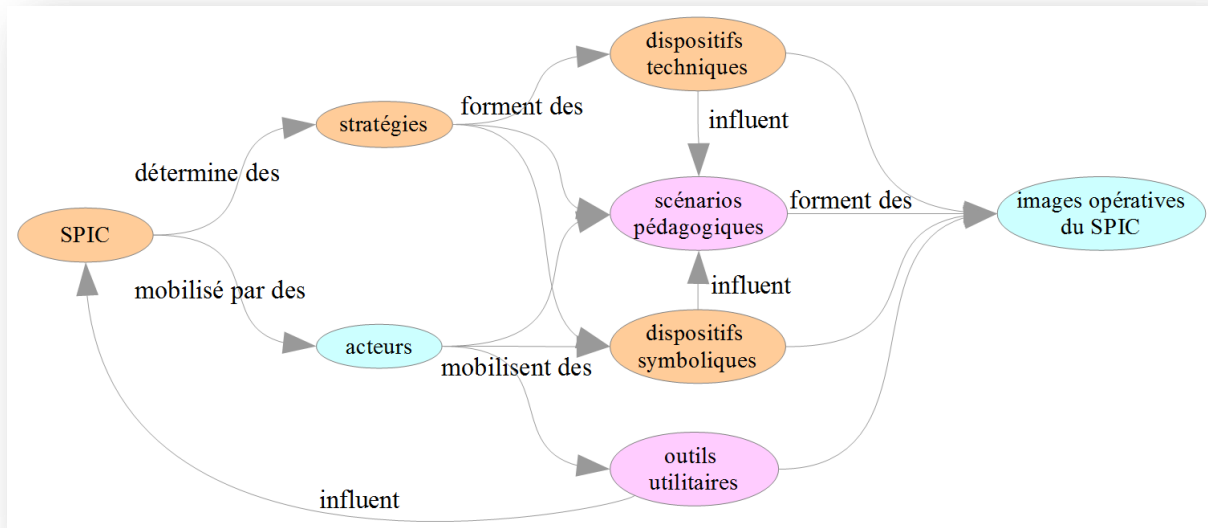 dispositifs
techniques
forment des
stratégies
influent
détermine des
scénarios
pédagogiques
forment des
images opératives
du SPIC
SPIC
mobilisé par des
influent
dispositifs
symboliques
acteurs
mobilisent des
outils
utilitaires
influent